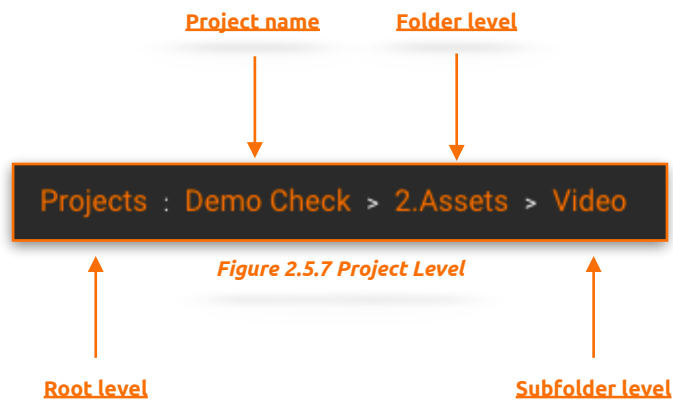 Project name Folder level
Projects : Demo Check > 2.Assets > Video
Figure 2.5.7 Project Level
Root level Subfolder level